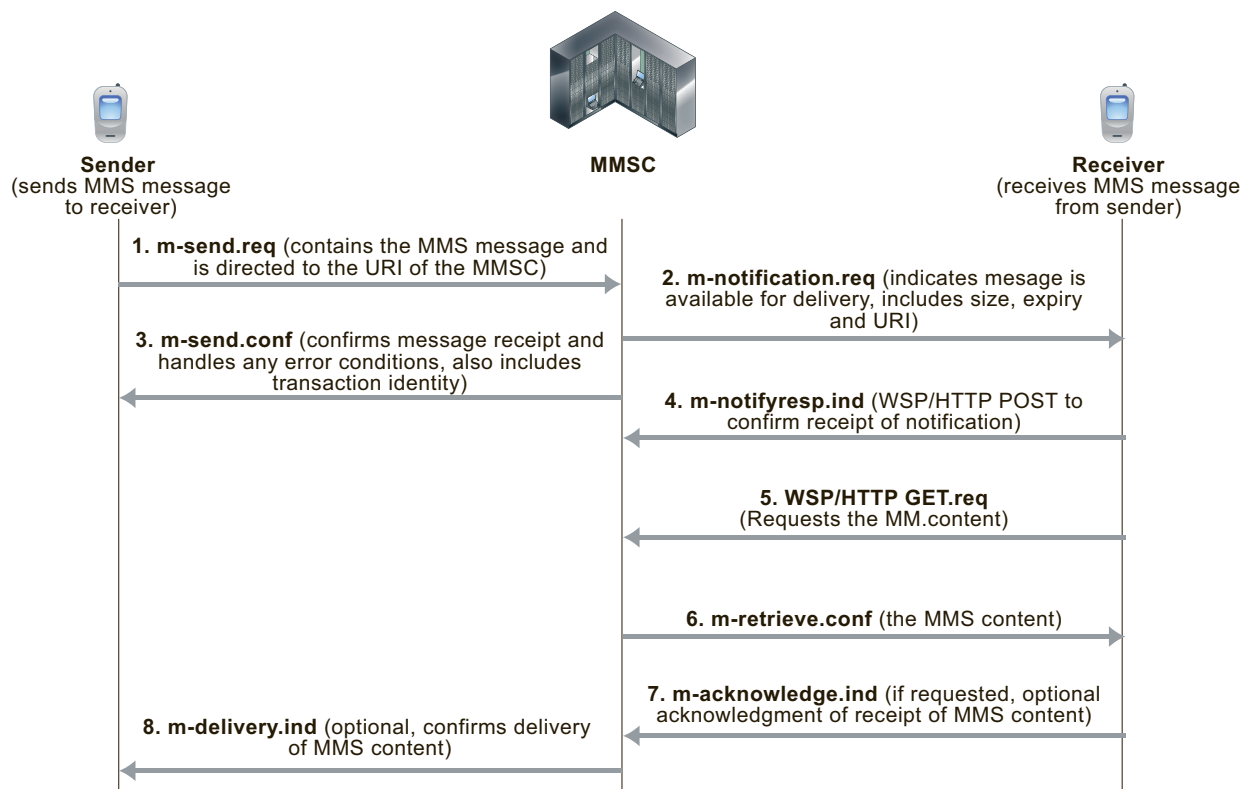 Sender
(sends MMS message
to receiver)
MMSC
Receiver
(receives MMS message
from sender)
1. m-send.req (contains the MMS message and
is directed to the URI of the MMSC)
2. m-notification.req (indicates mesage is
available for delivery, includes size, expiry
and URI)
3. m-send.conf (confirms message receipt and
handles any error conditions, also includes
transaction identity)
4. m-notifyresp.ind (WSP/HTTP POST to
confirm receipt of notification)
5. WSP/HTTP GET.req
(Requests the MM.content)
6. m-retrieve.conf (the MMS content)
7. m-acknowledge.ind (if requested, optional
acknowledgment of receipt of MMS content)
8. m-delivery.ind (optional, confirms delivery
of MMS content)